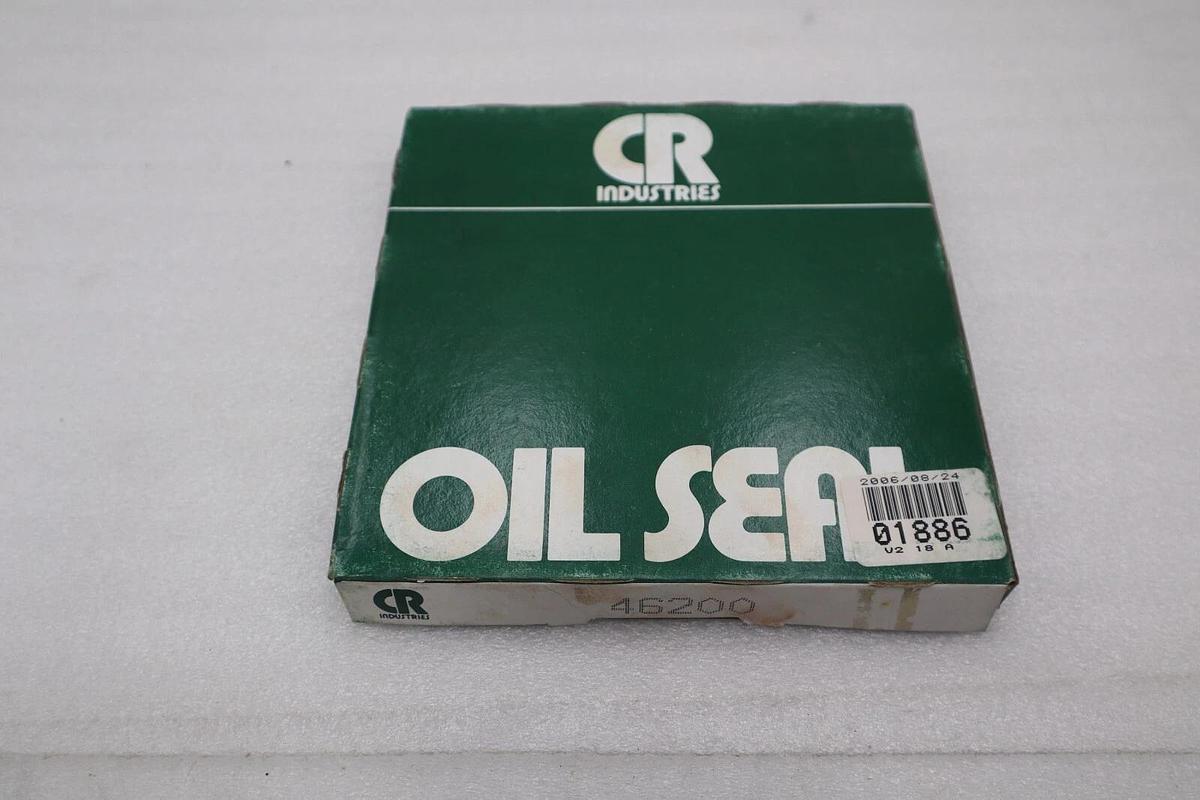 CR
INDUSTRIES
OIL SEAL
2006/08/24
01886
V2 18 A
CR
INDUSTRIES
46200